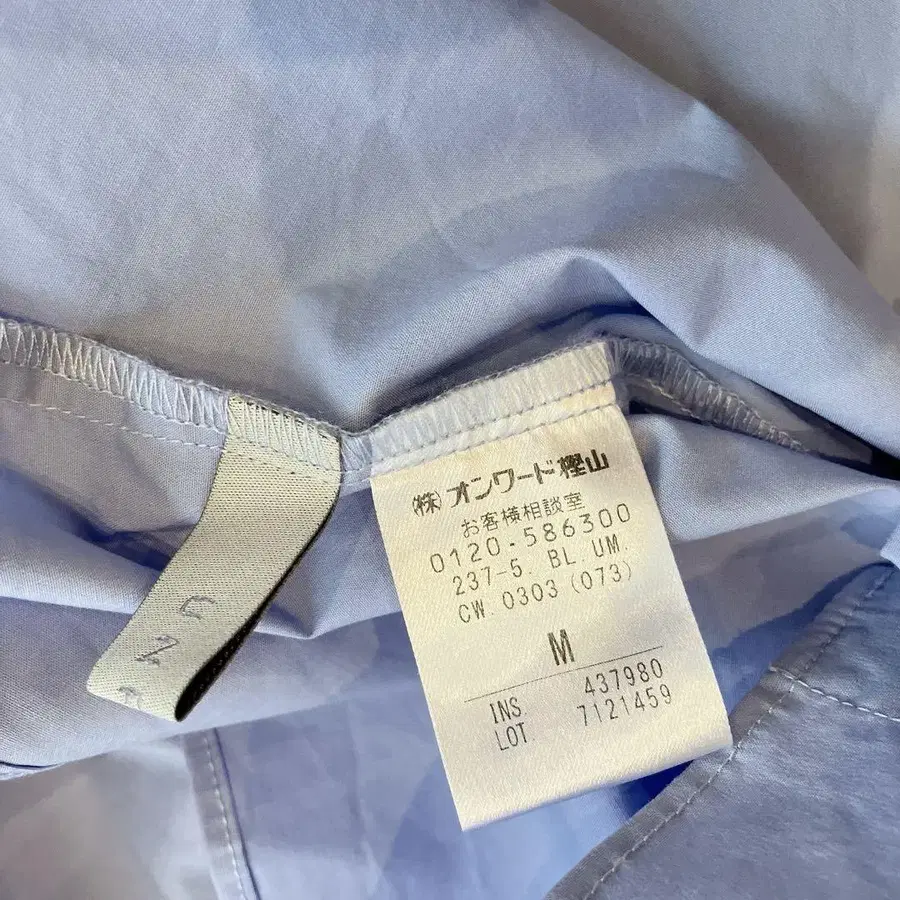 (株)オンワード樫山
お客様相談室
0120-586300
237-5. BL. UM.
CW. 0303 (073)
M
INS 437980
LOT. 7121459